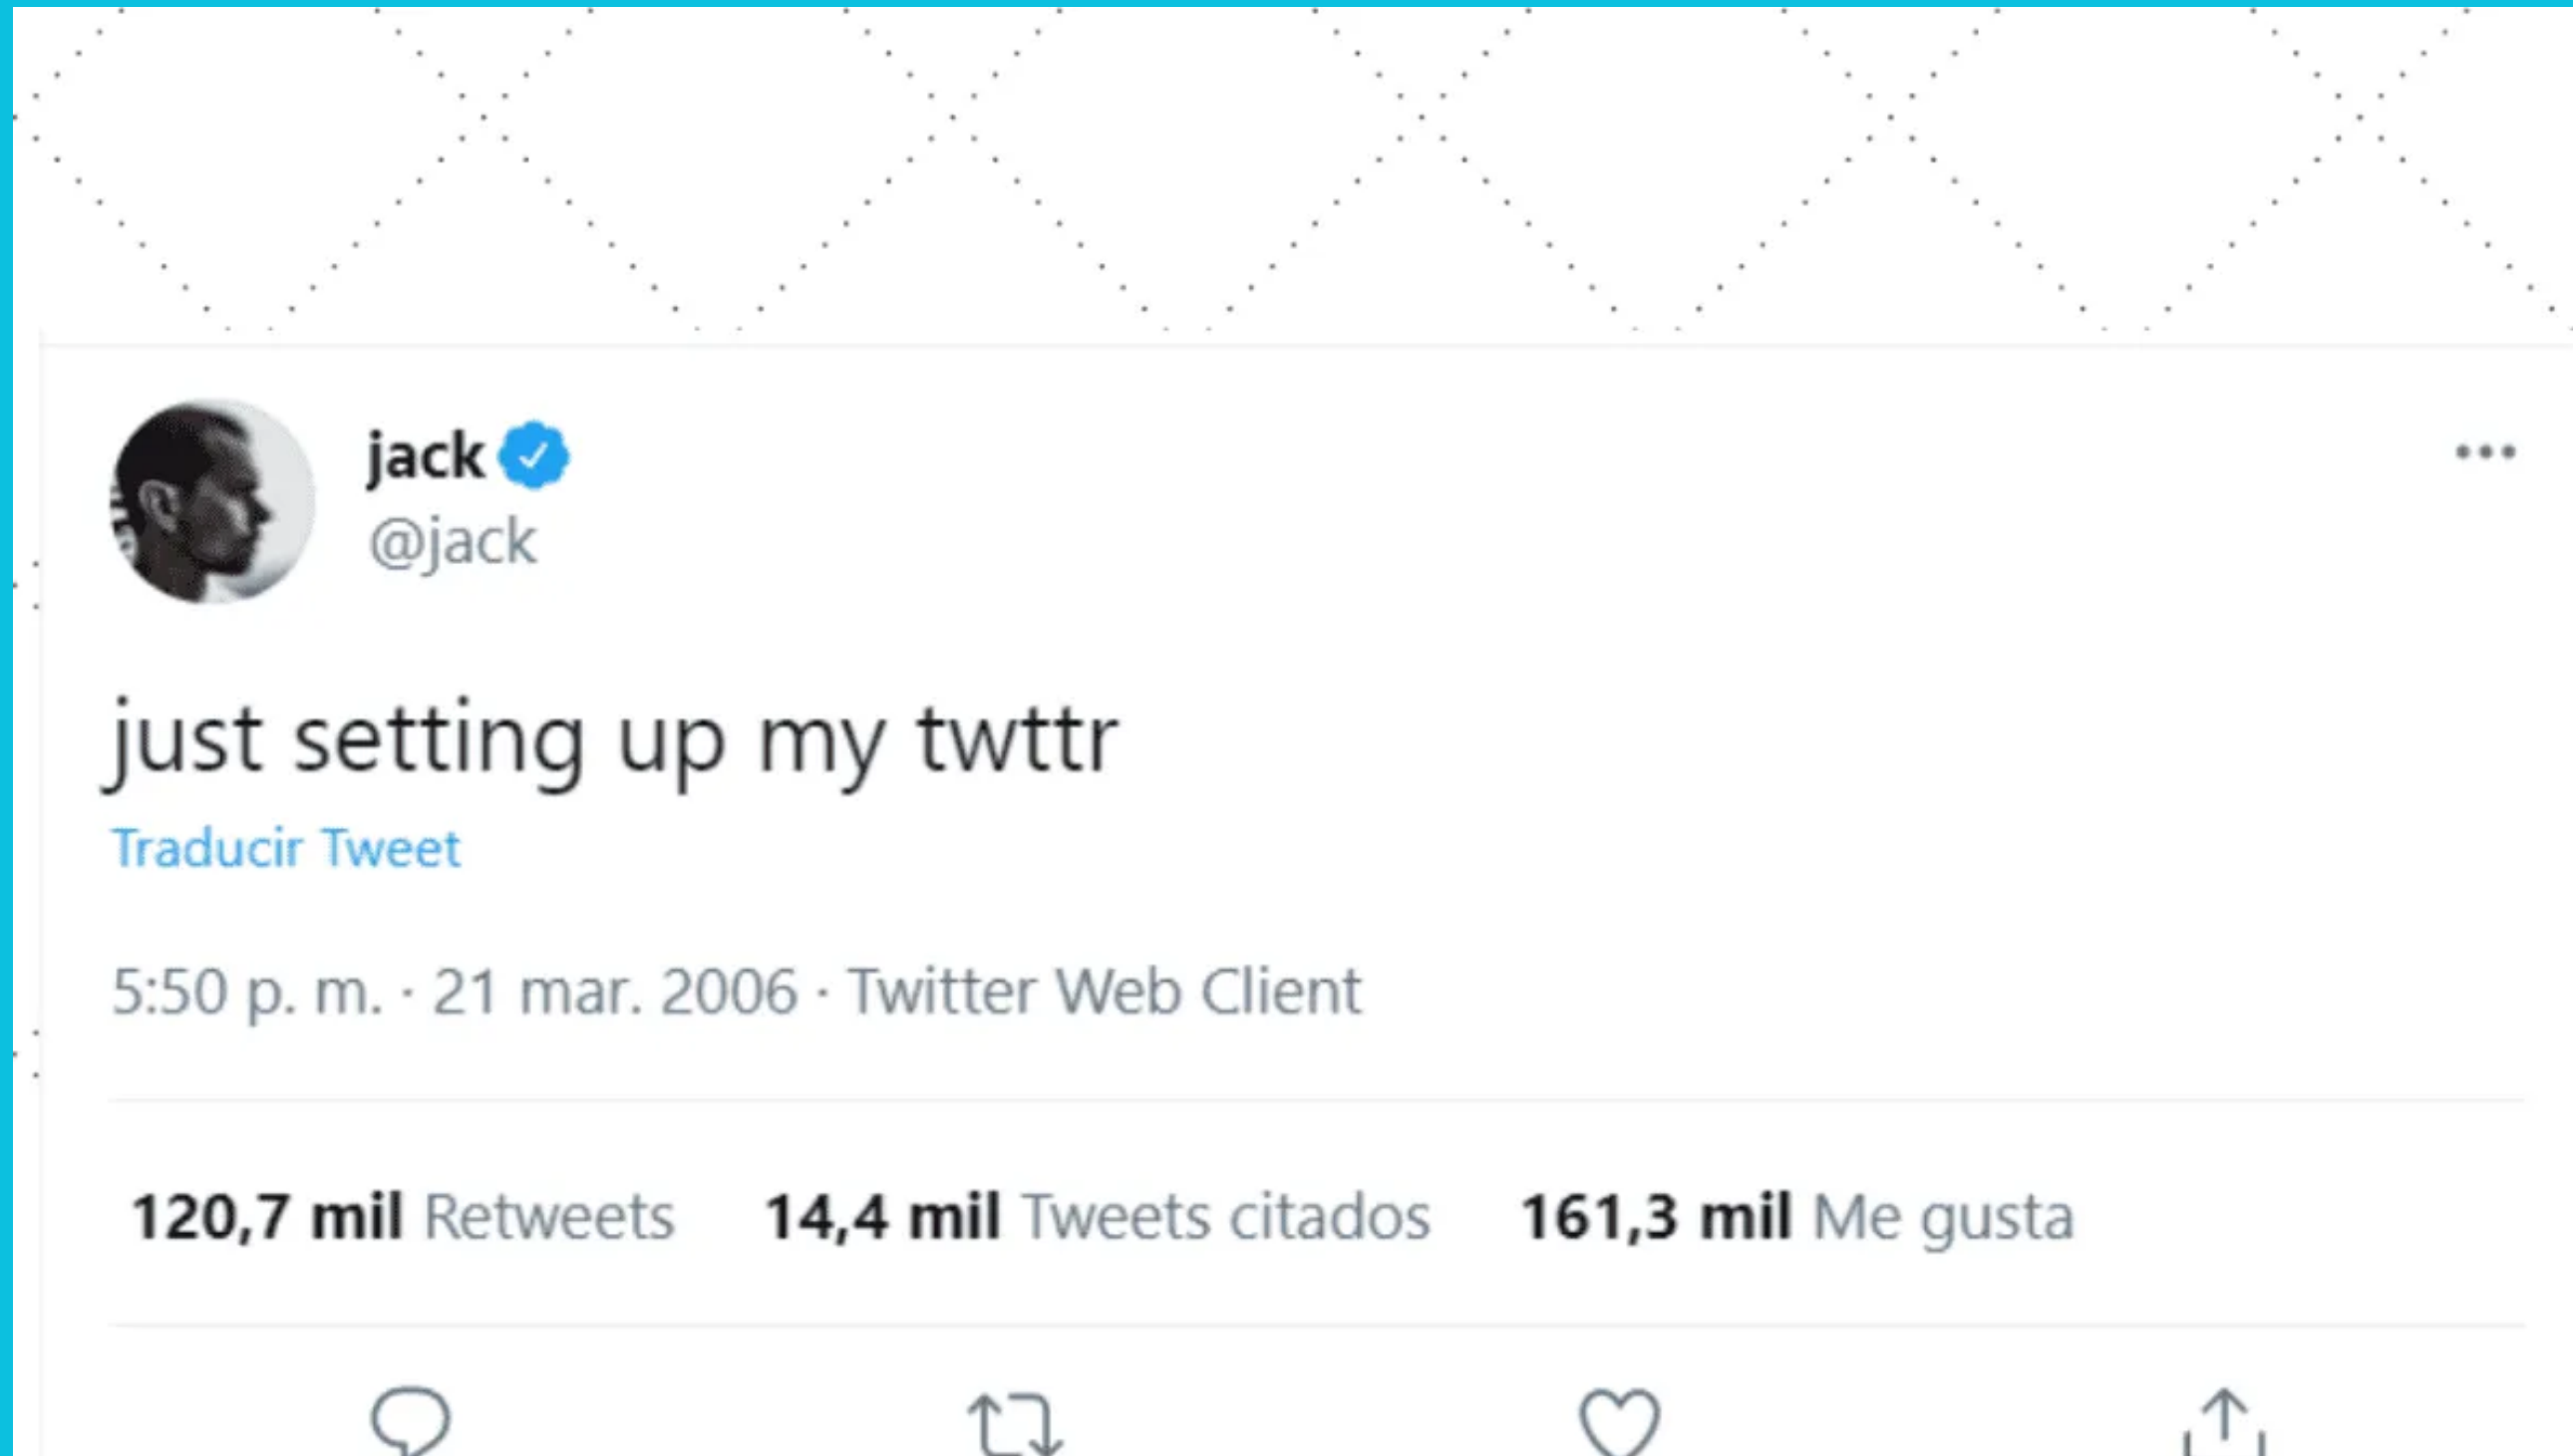 jack
@jack
just setting up my twttr
Traducir Tweet
5:50 p. m. · 21 mar. 2006 · Twitter Web Client
120,7 mil Retweets 14,4 mil Tweets citados 161,3 mil Me gusta